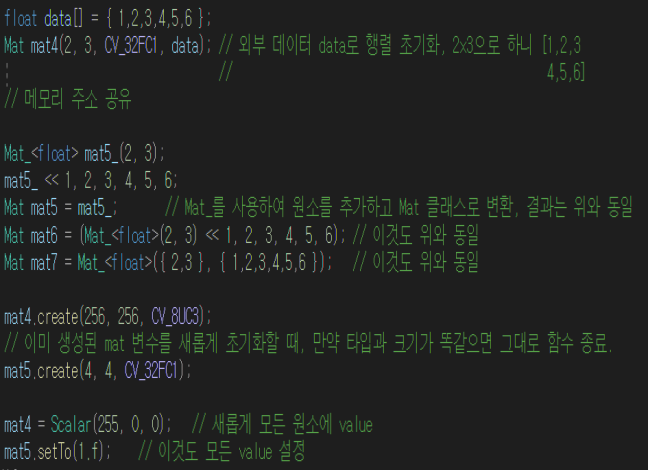 float data[] = { 1,2,3,4,5,6 };
Mat mat4(2, 3, CV_32FC1, data); // 외부 데이터 data로 행렬 초기화, 2x3으로 하니 [1,2,3
// 4,5,6]
// 메모리 주소 공유
Mat_<float> mat5_(2, 3);
mat5_ << 1, 2, 3, 4, 5, 6;
Mat mat5 = mat5_; // Mat_를 사용하여 원소를 추가하고 Mat 클래스로 변환, 결과는 위와 동일
Mat mat6 = (Mat_<float>(2, 3) << 1, 2, 3, 4, 5, 6); // 이것도 위와 동일
Mat mat7 = Mat_<float>({ 2,3 }, { 1,2,3,4,5,6 }); // 이것도 위와 동일
mat4.create(256, 256, CV_8UC3);
// 이미 생성된 mat 변수를 새롭게 초기화할 때, 만약 타입과 크기가 똑같으면 그대로 함수 종료.
mat5.create(4, 4, CV_32FC1);
mat4 = Scalar(255, 0, 0); // 새롭게 모든 원소에 value
mat5.setTo(1.f); // 이것도 모든 value 설정